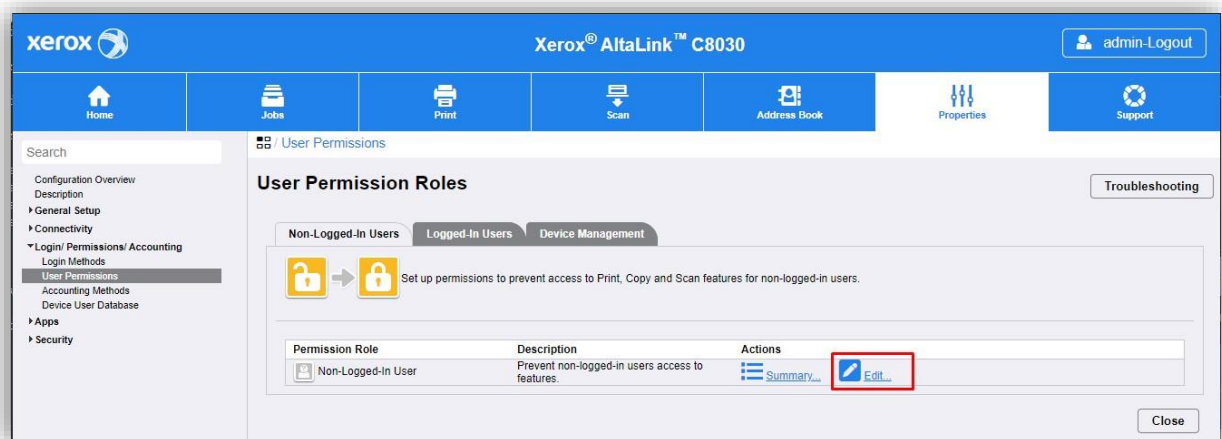 xerox
Xerox® AltaLink™ C8030
admin-Logout
Home
Jobs
Print
Scan
Address Book
Properties
Support
Search
/ User Permissions
Configuration Overview
Description
General Setup
Connectivity
Login/ Permissions/ Accounting
Login Methods
User Permissions
Accounting Methods
Device User Database
Apps
Security
User Permission Roles
Troubleshooting
Non-Logged-In Users
Logged-In Users
Device Management
Set up permissions to prevent access to Print, Copy and Scan features for non-logged-in users.
Permission Role
Description
Actions
Non-Logged-In User
Prevent non-logged-in users access to
features.
Summary...
Edit...
Close